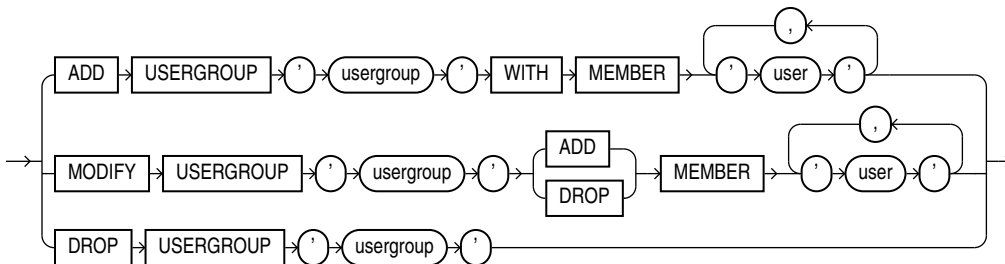 ,
ADD USERGROUP ' usergroup ' WITH MEMBER ' user '
,
ADD
MODIFY USERGROUP ' usergroup ' MEMBER ' user '
DROP
DROP USERGROUP ' usergroup '